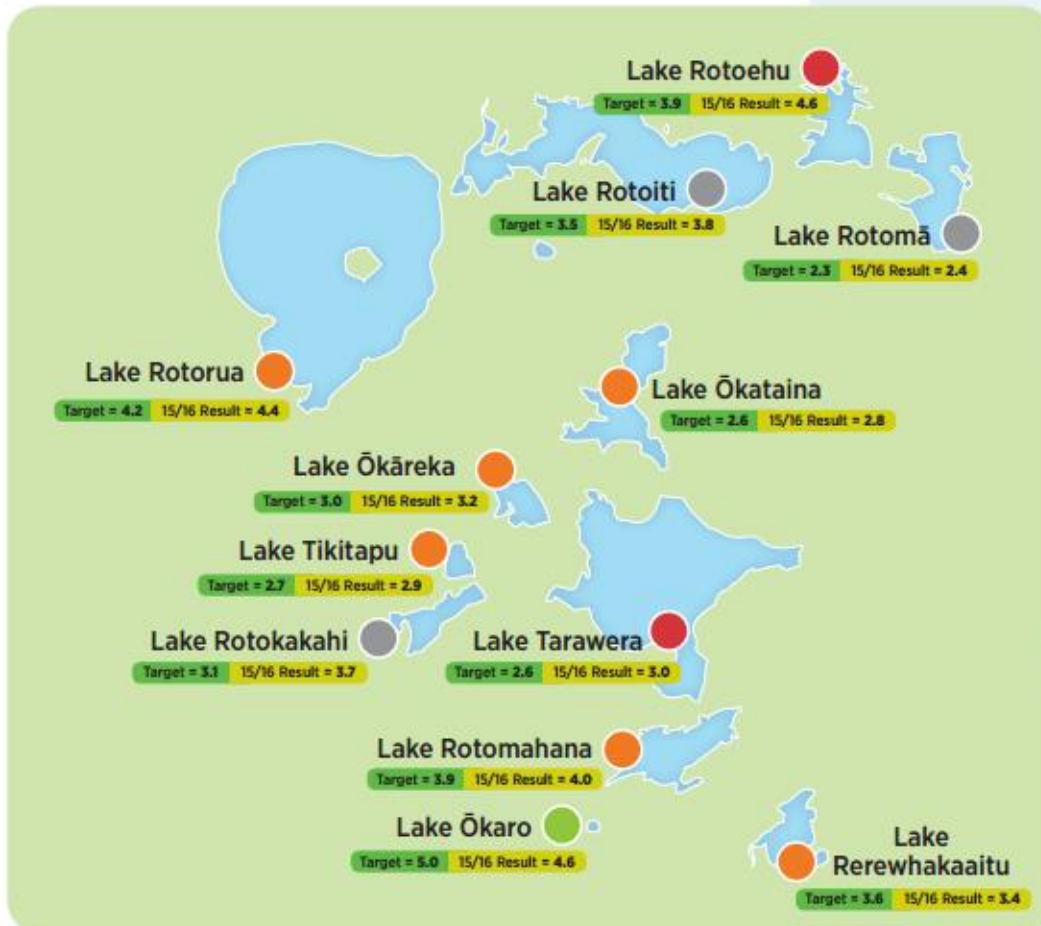 Lake Rotoehu
Target = 3.9 15/16 Result = 4.6
Lake Rotoiti
Target = 3.5 15/16 Result = 3.8
Lake Rotomā
Target = 2.3 15/16 Result = 2.4
Lake Rotorua
Target = 4.2 15/16 Result = 4.4
Lake Ōkataina
Target = 2.6 15/16 Result = 2.8
Lake Ōkāreka
Target = 3.0 15/16 Result = 3.2
Lake Tikitapu
Target = 2.7 15/16 Result = 2.9
Lake Rotokakahi
Target = 3.1 15/16 Result = 3.7
Lake Tarawera
Target = 2.6 15/16 Result = 3.0
Lake Rotomahana
Target = 3.9 15/16 Result = 4.0
Lake Ōkaro
Target = 5.0 15/16 Result = 4.6
Lake
Rerewhakaaitu
Target = 3.6 15/16 Result = 3.4